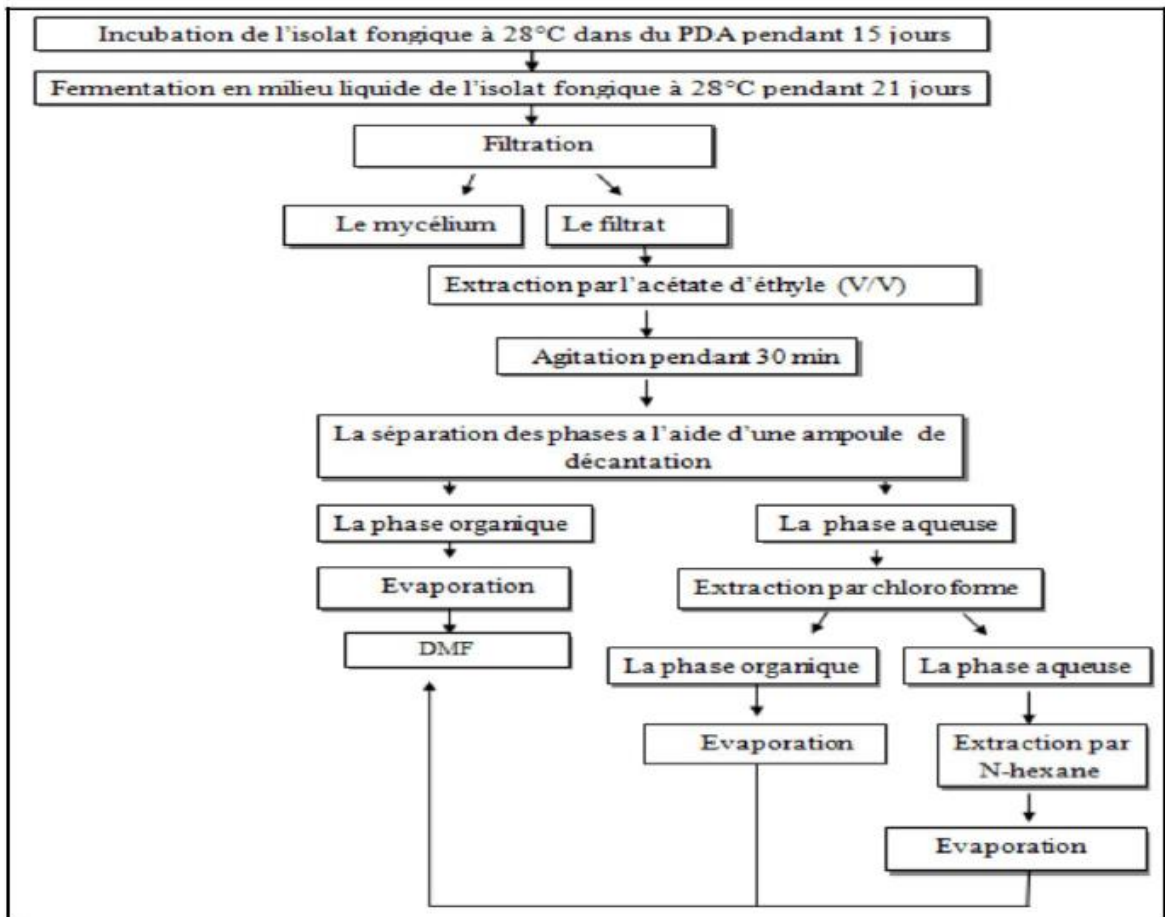 Incubation de l'isolat fongique à 28°C dans du PDA pendant 15 jours
Fermentation en milieu liquide de l'isolat fongique à 28°C pendant 21 jours
Filtration
Le mycélium
Le filtrat
Extraction par l'acétate d'éthyle (V/V)
Agitation pendant 30 min
La séparation des phases a l'aide d'une ampoule de
décantation
La phase organique
La phase aqueuse
Evaporation
Extraction par chloroforme
DMF
La phase organique
La phase aqueuse
Evaporation
Extraction par
N-hexane
Evaporation